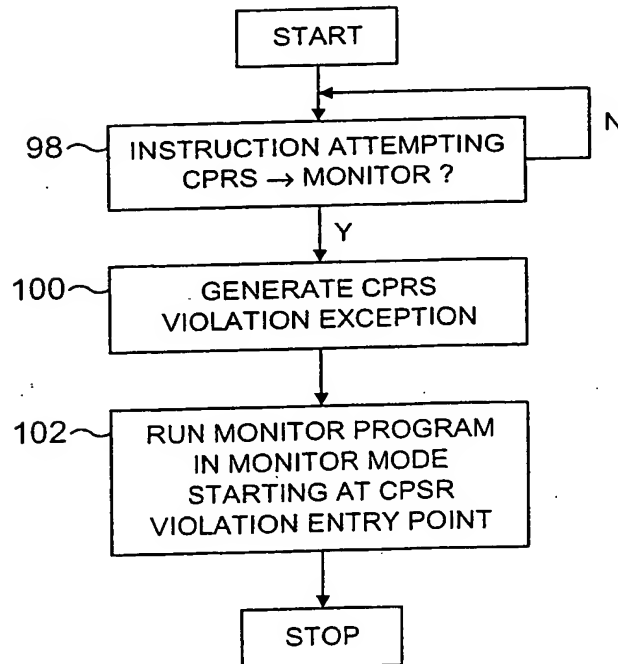 START
N
98
INSTRUCTION ATTEMPTING
CPRS → MONITOR ?
Y
100
GENERATE CPRS
VIOLATION EXCEPTION
102
RUN MONITOR PROGRAM
IN MONITOR MODE
STARTING AT CPSR
VIOLATION ENTRY POINT
STOP